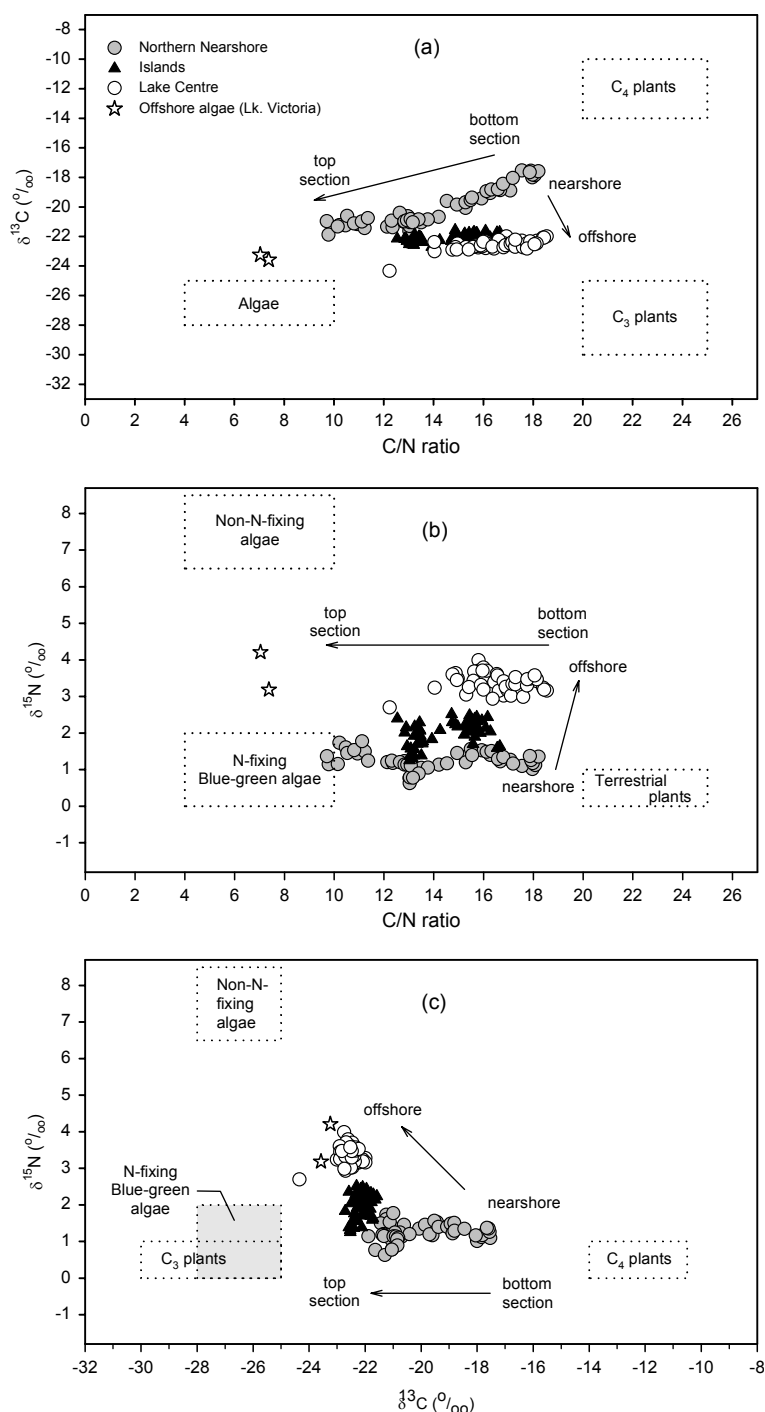 (a)
Northern Nearshore
Islands
Lake Centre
Offshore algae (Lk. Victoria)
C₄ plants
bottom
section
top
section
nearshore
offshore
Algae
C₃ plants
δ¹³C (º/ₒₒ)
-8
-10
-12
-14
-16
-18
-20
-22
-24
-26
-28
-30
-32
0 2 4 6 8 10 12 14 16 18 20 22 24 26
C/N ratio
(b)
Non-N-fixing
algae
top
section
bottom
section
offshore
N-fixing
Blue-green algae
nearshore
Terrestrial
plants
δ¹⁵N (º/ₒₒ)
8
7
6
5
4
3
2
1
0
-1
0 2 4 6 8 10 12 14 16 18 20 22 24 26
C/N ratio
(c)
Non-N-
fixing
algae
offshore
N-fixing
Blue-green
algae
nearshore
C₃ plants
C₄ plants
top
section
bottom
section
δ¹⁵N (º/ₒₒ)
8
7
6
5
4
3
2
1
0
-1
-32 -30 -28 -26 -24 -22 -20 -18 -16 -14 -12 -10 -8
δ¹³C (º/ₒₒ)